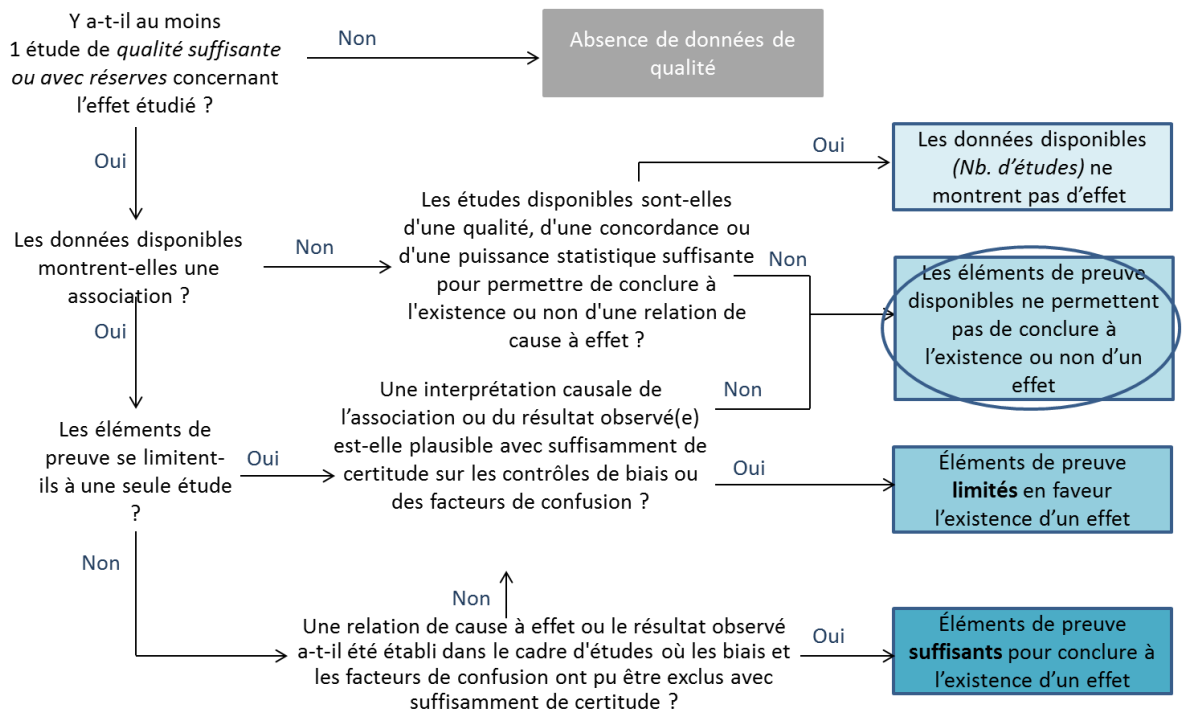 Y a-t-il au moins
1 étude de qualité suffisante
ou avec réserves concernant
l'effet étudié ?
Non
Absence de données de
qualité
Oui
Les données disponibles
montrent-elles une
association ?
Non
Les études disponibles sont-elles
d'une qualité, d'une concordance ou
d'une puissance statistique suffisante
pour permettre de conclure à
l'existence ou non d'une relation de
cause à effet ?
Oui
Les données disponibles
(Nb. d'études) ne
montrent pas d'effet
Non
Les éléments de preuve
disponibles ne permettent
pas de conclure à
l'existence ou non d'un
effet
Oui
Les éléments de
preuve se limitent-
ils à une seule étude
?
Oui
Une interprétation causale de
l'association ou du résultat observé(e)
est-elle plausible avec suffisamment de
certitude sur les contrôles de biais ou
des facteurs de confusion ?
Non
Oui
Éléments de preuve
limités en faveur
l'existence d'un effet
Non
Non
Une relation de cause à effet ou le résultat observé
a-t-il été établi dans le cadre d'études où les biais et
les facteurs de confusion ont pu être exclus avec
suffisamment de certitude ?
Oui
Éléments de preuve
suffisants pour conclure à
l'existence d'un effet